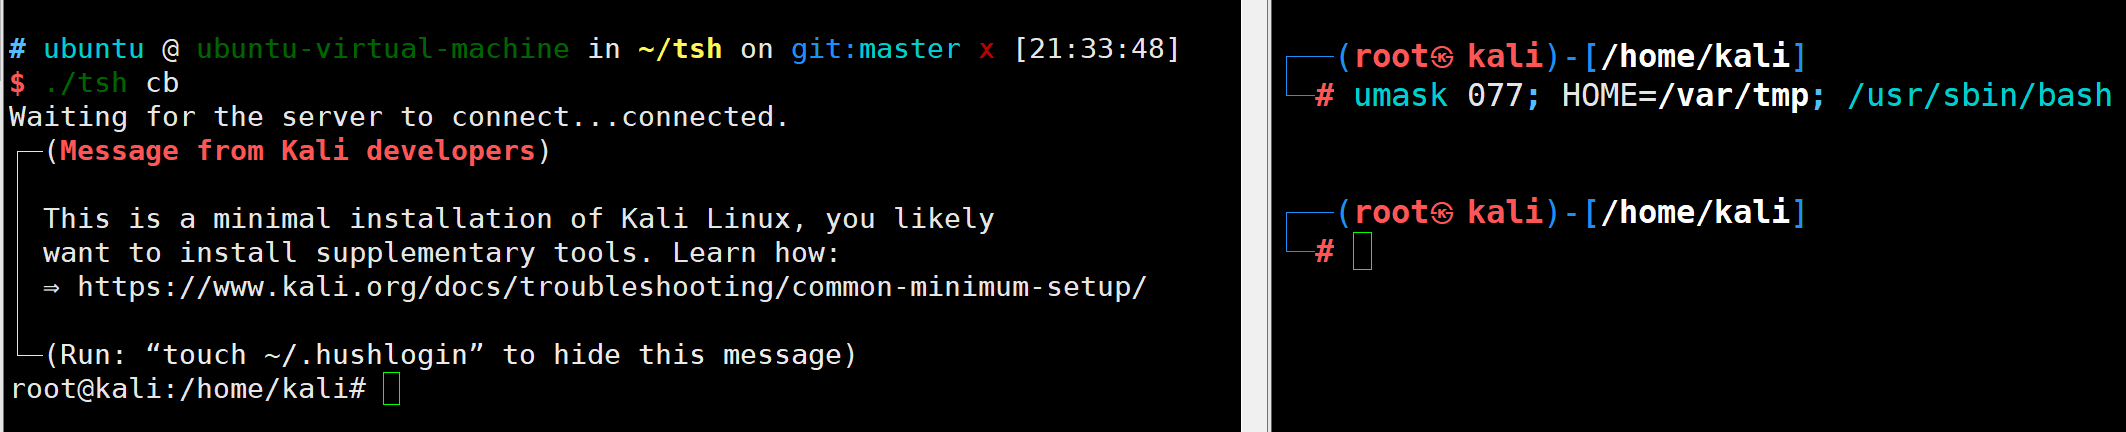 # ubuntu @ ubuntu-virtual-machine in ~/tsh on git:master x [21:33:48]
$ ./tsh cb
Waiting for the server to connect...connected.
┌──(Message from Kali developers)
│
│ This is a minimal installation of Kali Linux, you likely
│ want to install supplementary tools. Learn how:
│ ⇒ https://www.kali.org/docs/troubleshooting/common-minimum-setup/
│
└──(Run: “touch ~/.hushlogin” to hide this message)
root@kali:/home/kali#
┌──(root㉿kali)-[/home/kali]
└─# umask 077; HOME=/var/tmp; /usr/sbin/bash
┌──(root㉿kali)-[/home/kali]
└─#